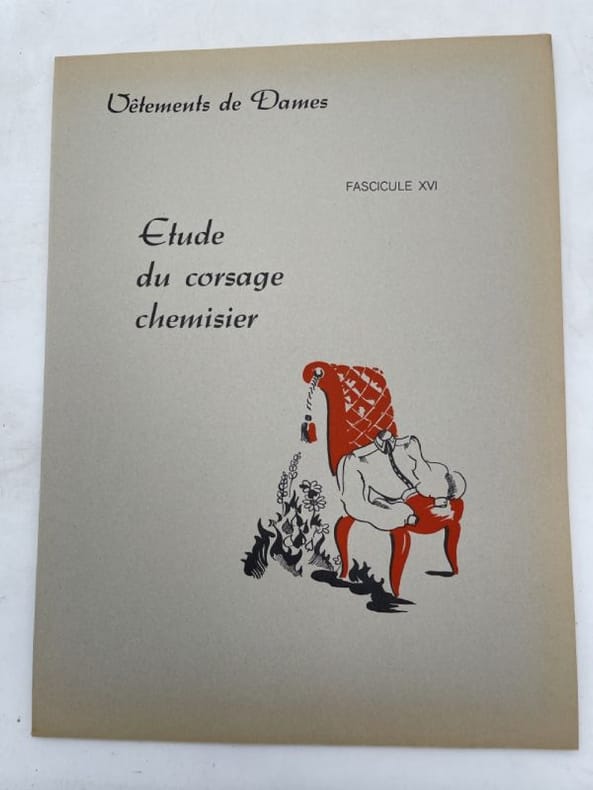 Vêtements de Dames
FASCICULE XVI
Etude
du corsage
chemisier